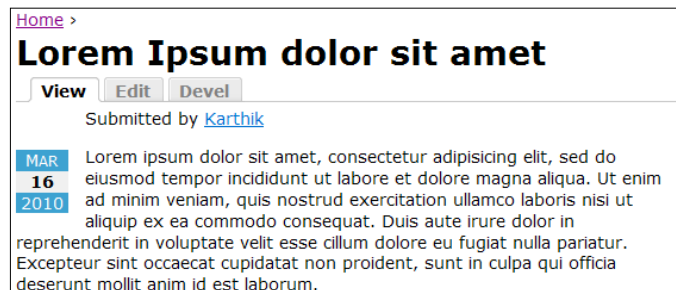 Home ›
Lorem Ipsum dolor sit amet
View Edit Devel
Submitted by Karthik
MAR
16
2010
Lorem ipsum dolor sit amet, consectetur adipisicing elit, sed do
eiusmod tempor incididunt ut labore et dolore magna aliqua. Ut enim
ad minim veniam, quis nostrud exercitation ullamco laboris nisi ut
aliquip ex ea commodo consequat. Duis aute irure dolor in
reprehenderit in voluptate velit esse cillum dolore eu fugiat nulla pariatur.
Excepteur sint occaecat cupidatat non proident, sunt in culpa qui officia
deserunt mollit anim id est laborum.